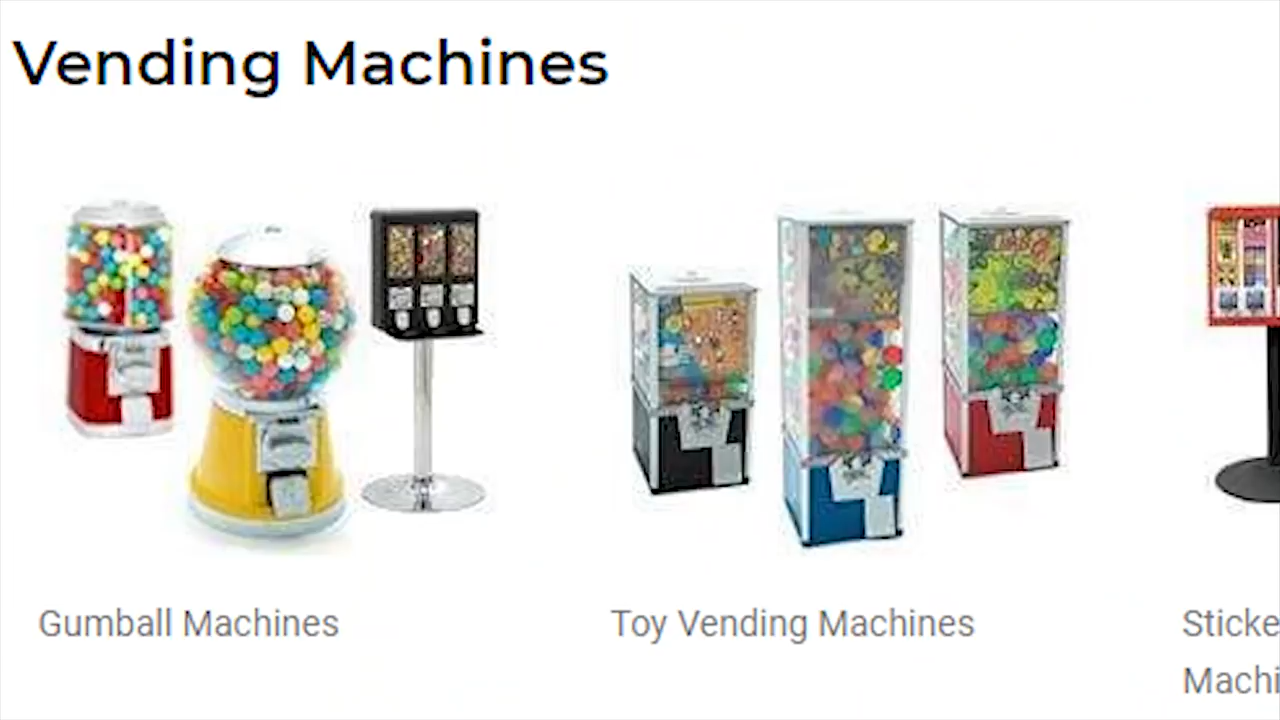 Vending Machines
Gumball Machines
Toy Vending Machines
Sticke
Machi